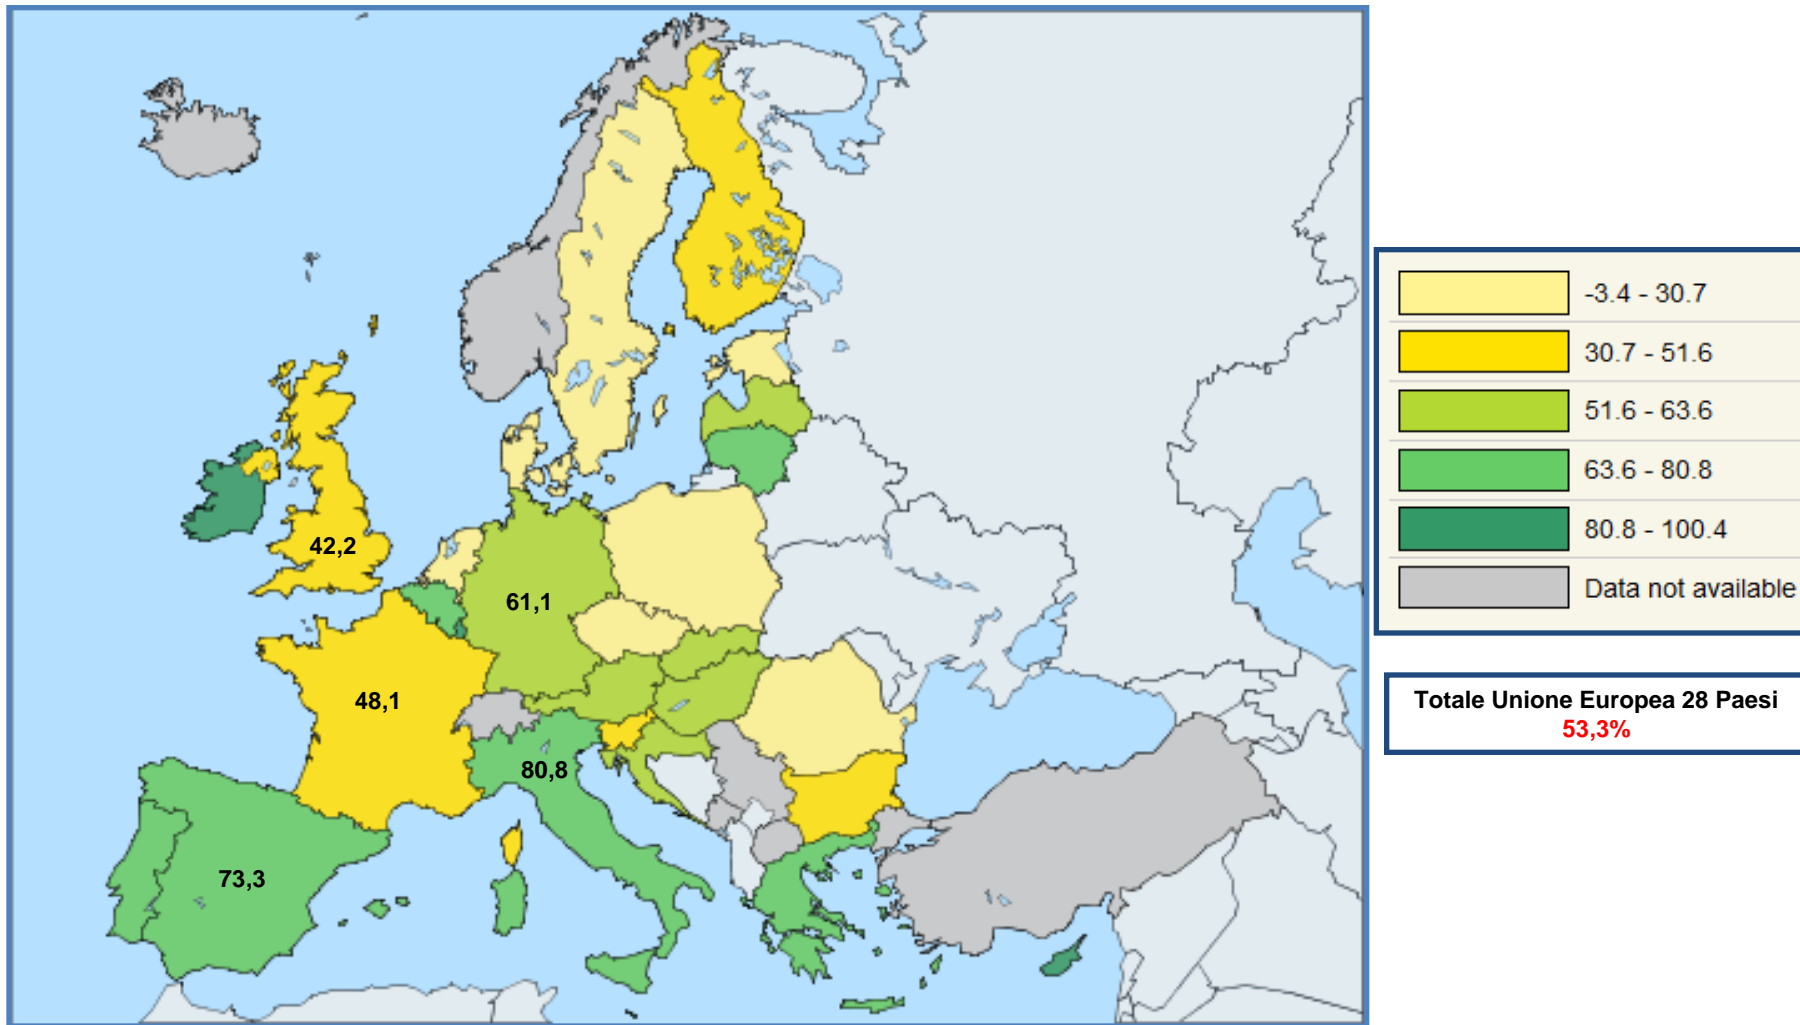 42,2
61,1
48,1
80,8
73,3
-3.4 - 30.7
30.7 - 51.6
51.6 - 63.6
63.6 - 80.8
80.8 - 100.4
Data not available
Totale Unione Europea 28 Paesi
53,3%